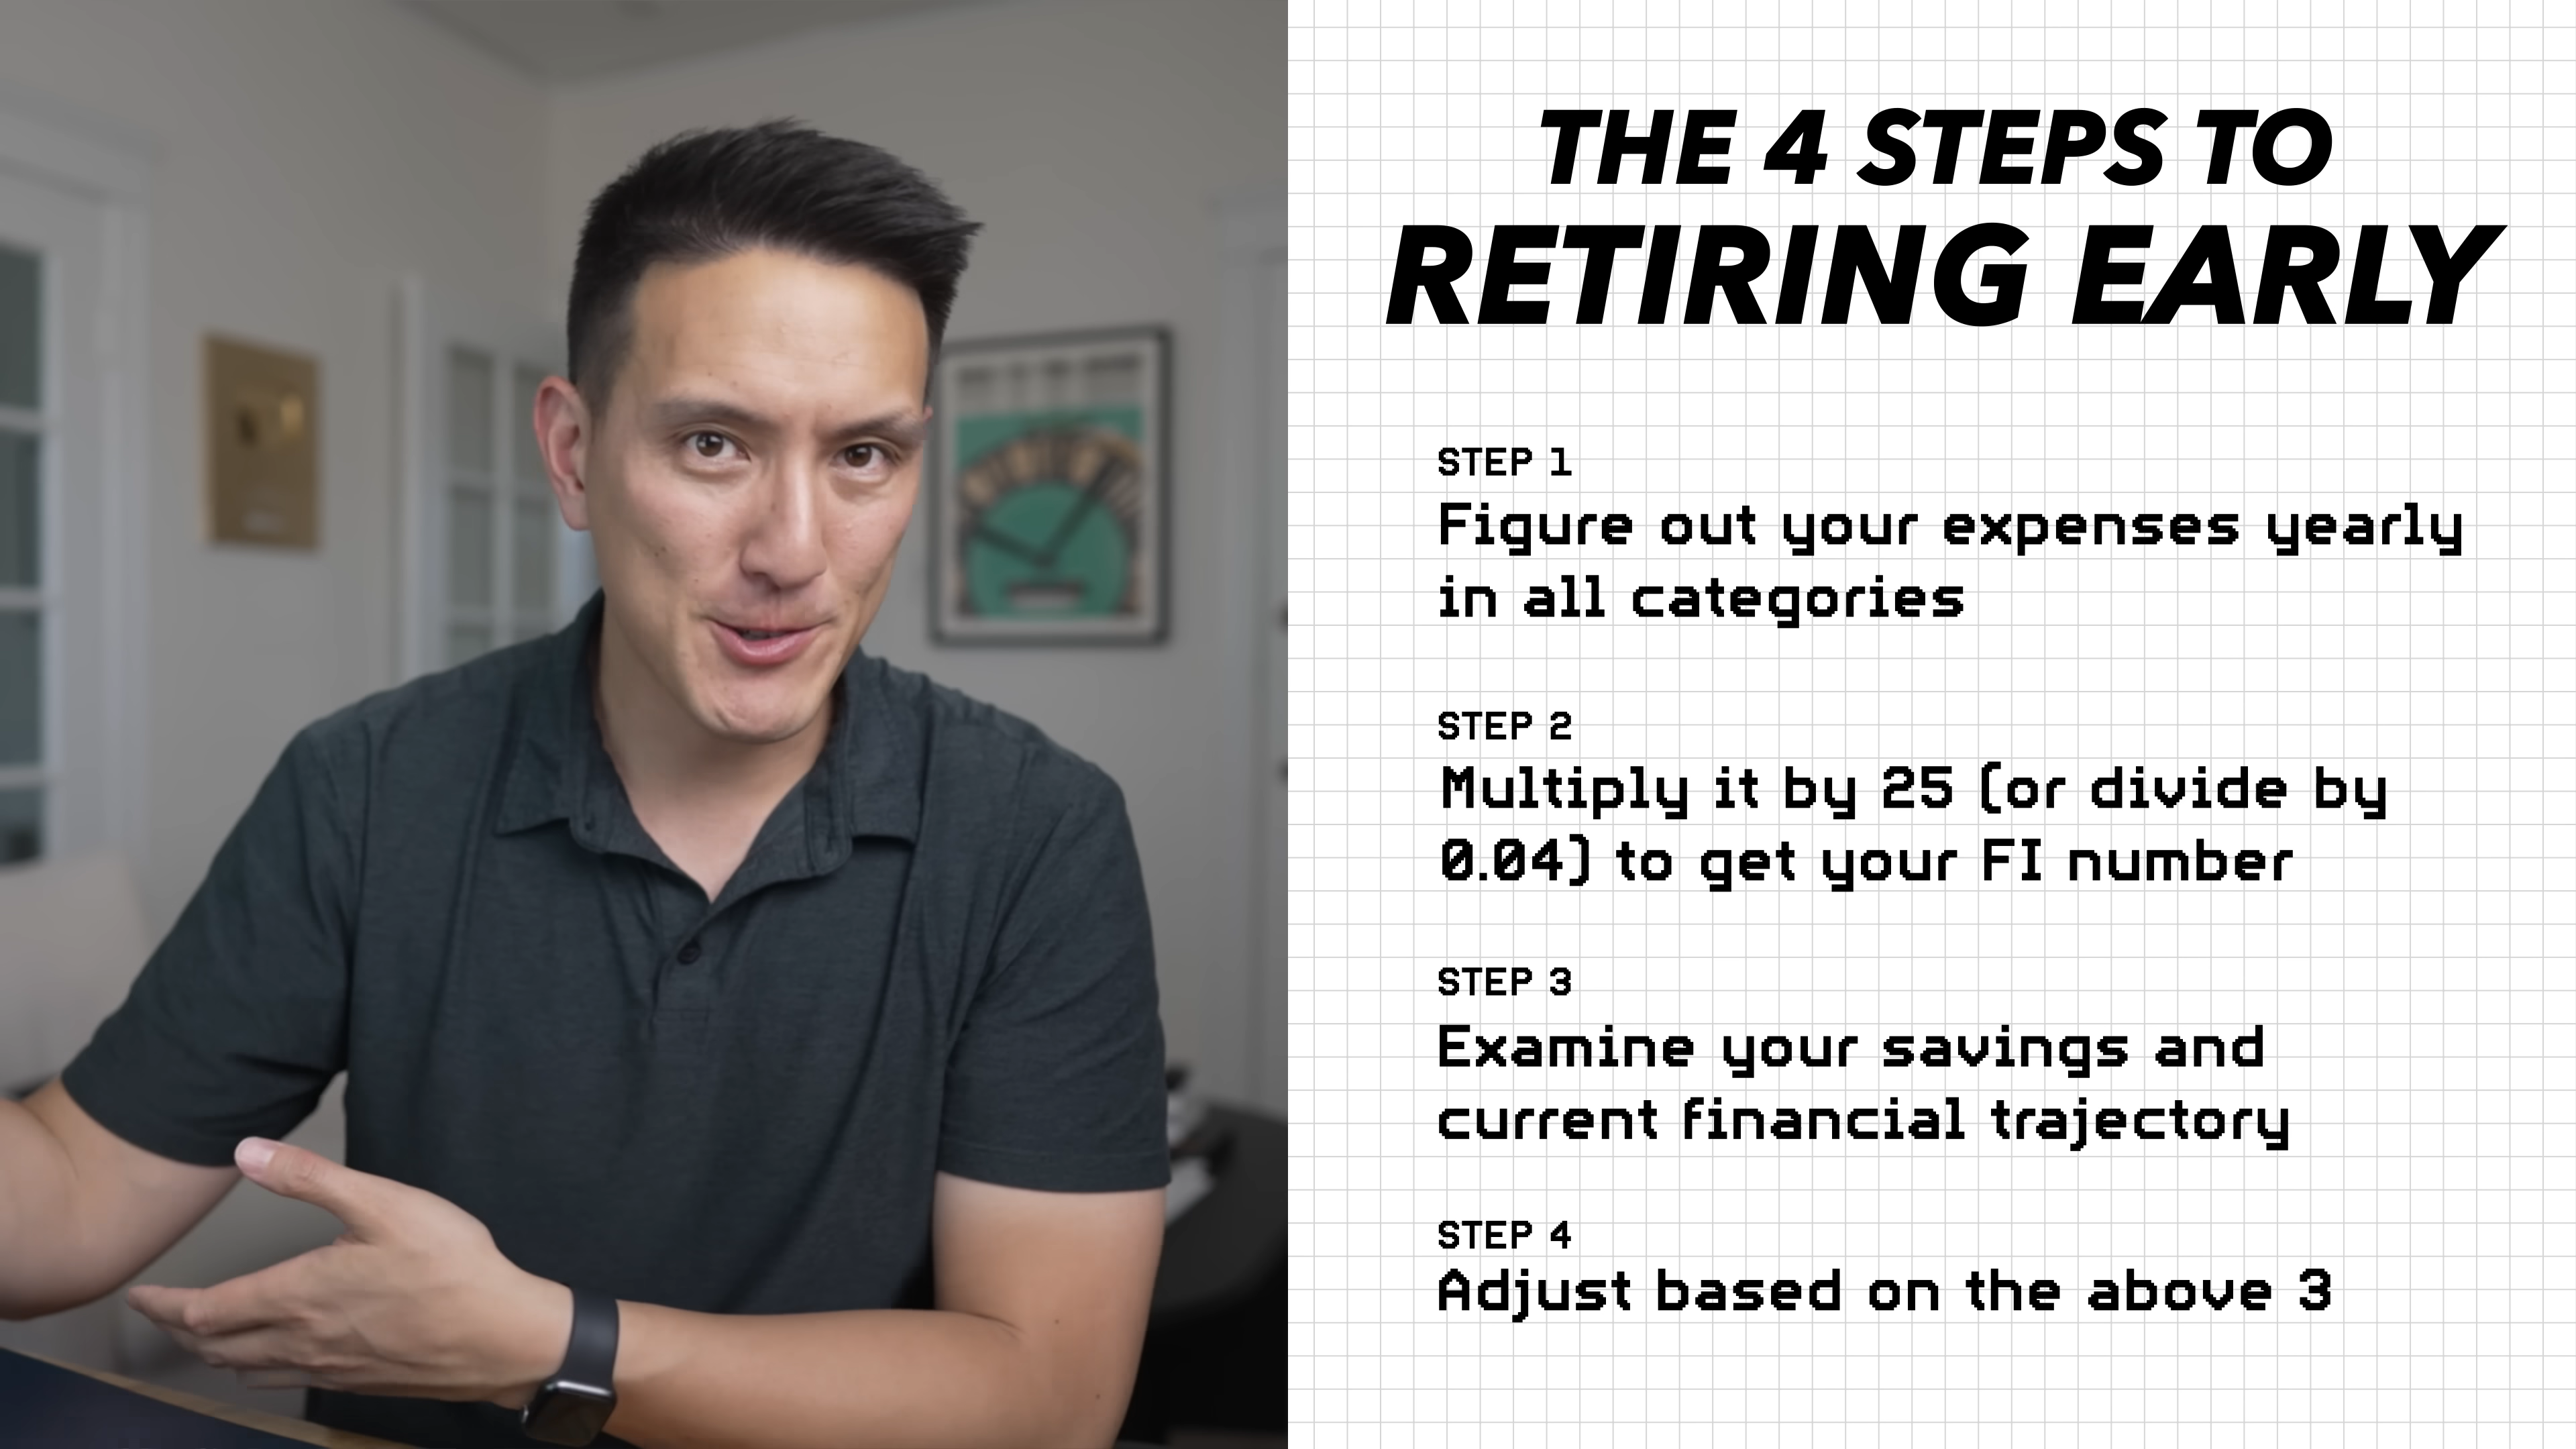 THE 4 STEPS TO
RETIRING EARLY
STEP 1
Figure out your expenses yearly
in all categories
STEP 2
Multiply it by 25 (or divide by
0.04) to get your FI number
STEP 3
Examine your savings and
current financial trajectory
STEP 4
Adjust based on the above 3